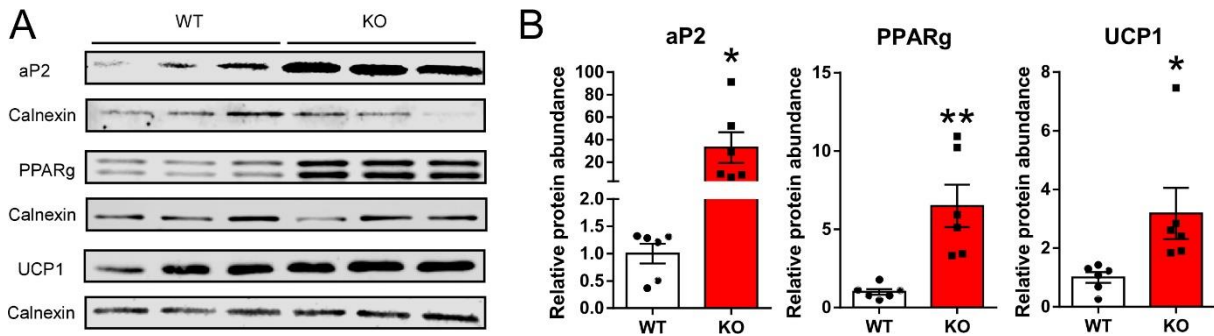 A
WT KO
aP2
Calnexin
PPARg
Calnexin
UCP1
Calnexin
B
aP2
Relative protein abundance
100
80
60
40
20
2.0
1.5
1.0
0.5
0.0
*
WT KO
PPARg
Relative protein abundance
15
10
5
0
**
WT KO
UCP1
Relative protein abundance
8
6
4
2
0
*
WT KO